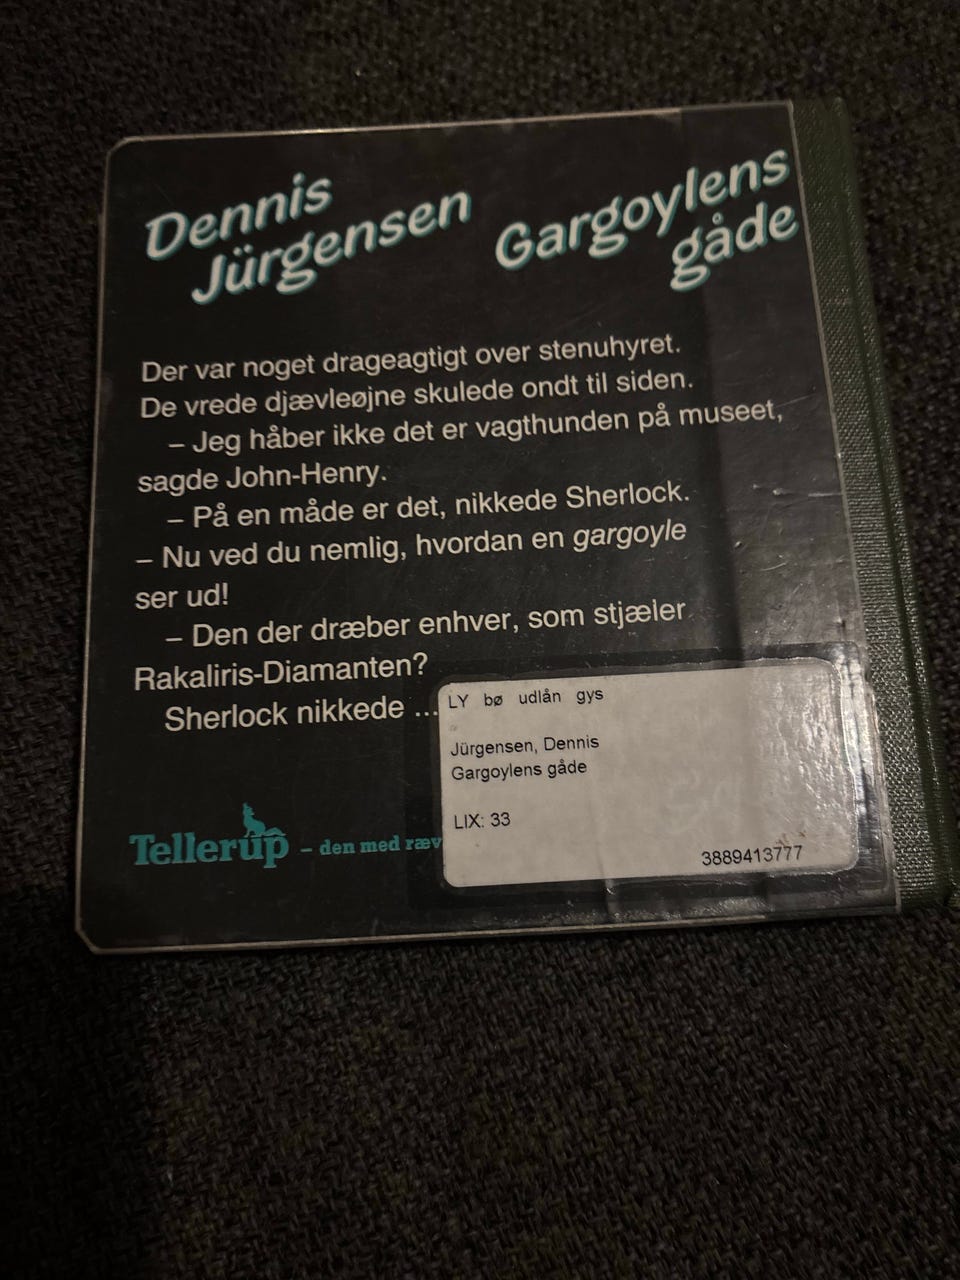 Dennis
Jürgensen
Gargoylens
gåde
Der var noget drageagtigt over stenuhyret.
De vrede djævleøjne skulede ondt til siden.
– Jeg håber ikke det er vagthunden på museet,
sagde John-Henry.
– På en måde er det, nikkede Sherlock.
– Nu ved du nemlig, hvordan en gargoyle
ser ud!
– Den der dræber enhver, som stjæler
Rakaliris-Diamanten?
Sherlock nikkede ...
LY bø udlån gys
Jürgensen, Dennis
Gargoylens gåde
LIX: 33
3889413777
Tellerup – den med ræv